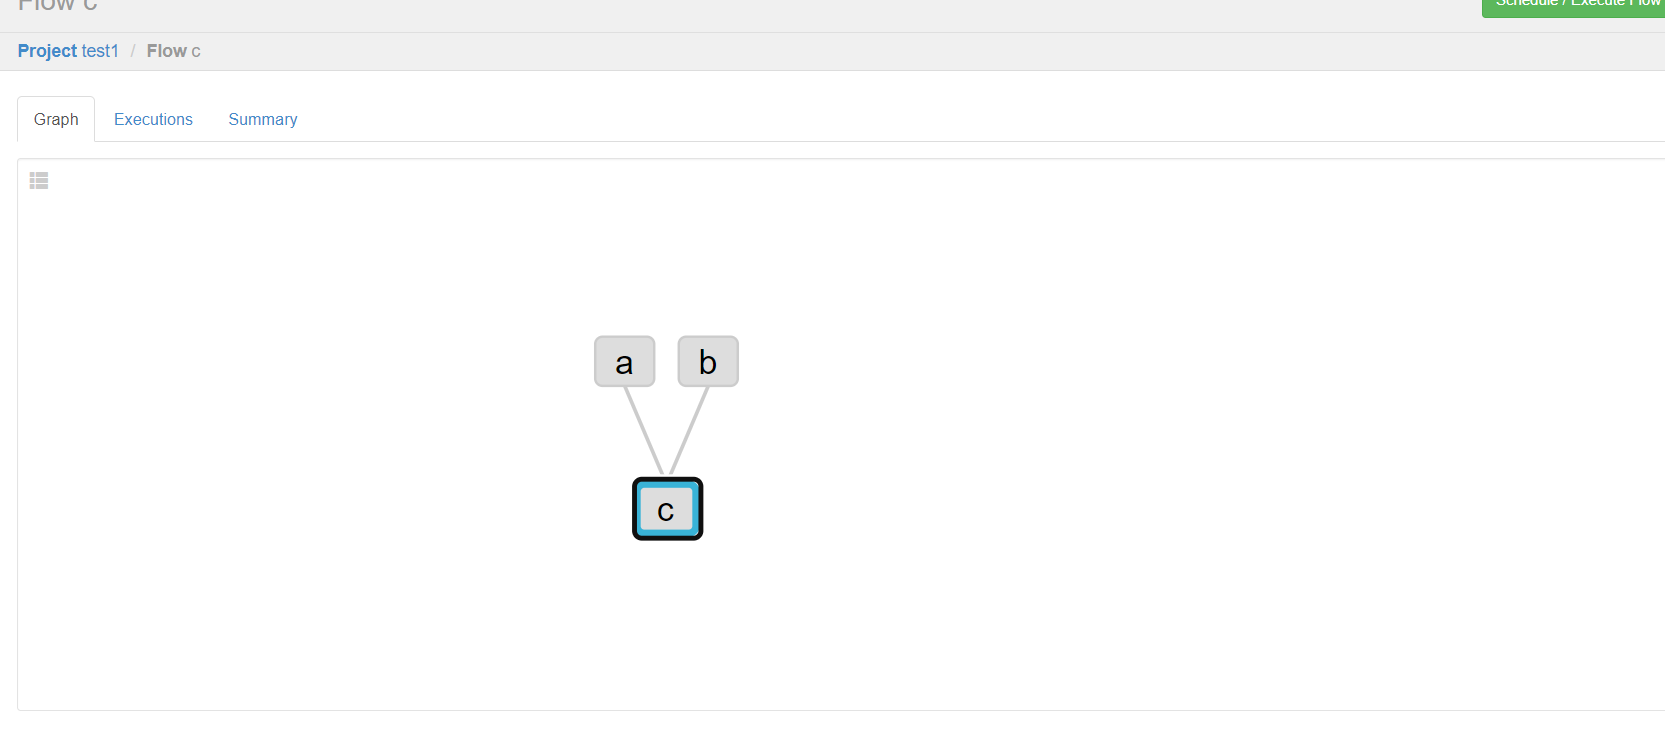 Flow c
Schedule / Execute Flow
Project test1 / Flow c
Graph Executions Summary
a b
c